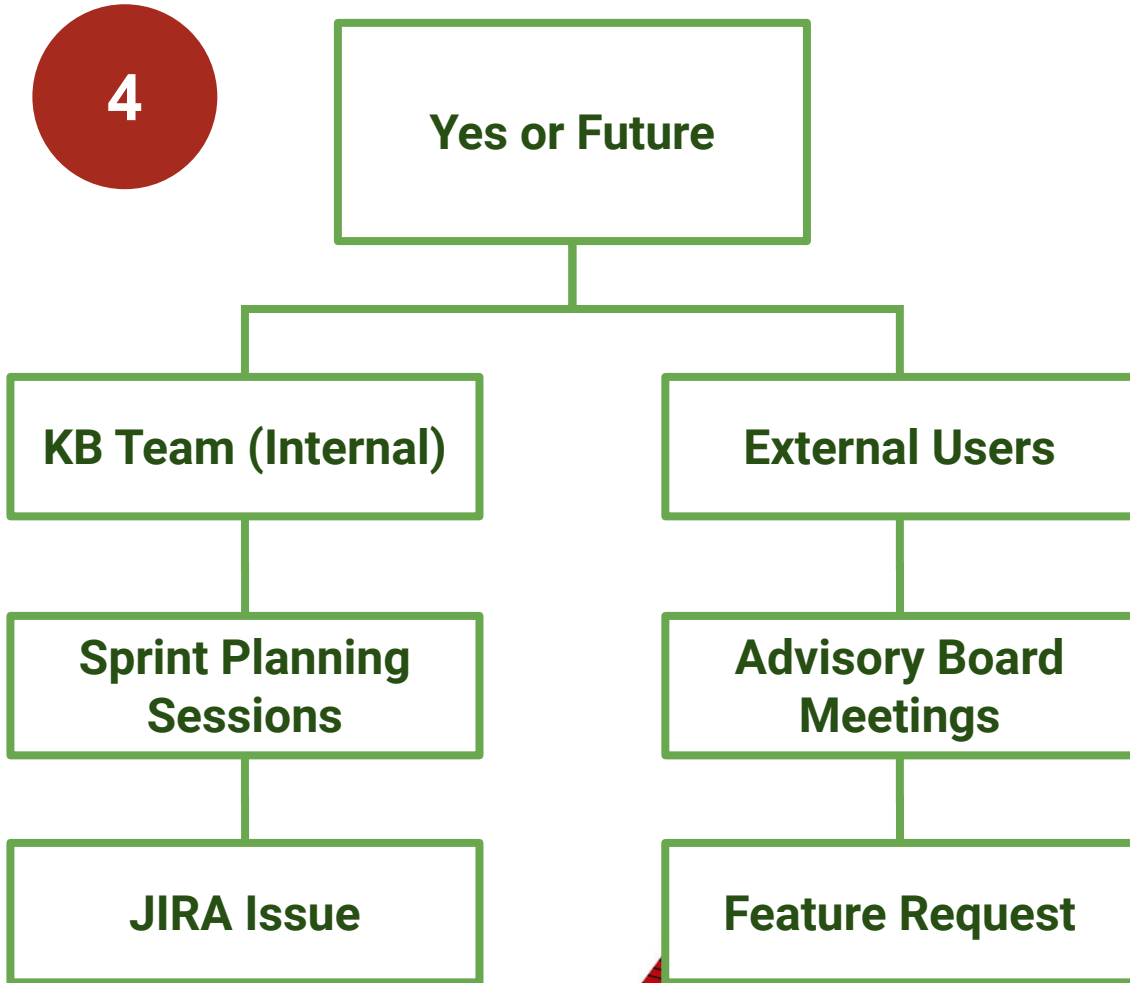 4
Yes or Future
KB Team (Internal)
External Users
Sprint Planning
Sessions
Advisory Board
Meetings
JIRA Issue
Feature Request